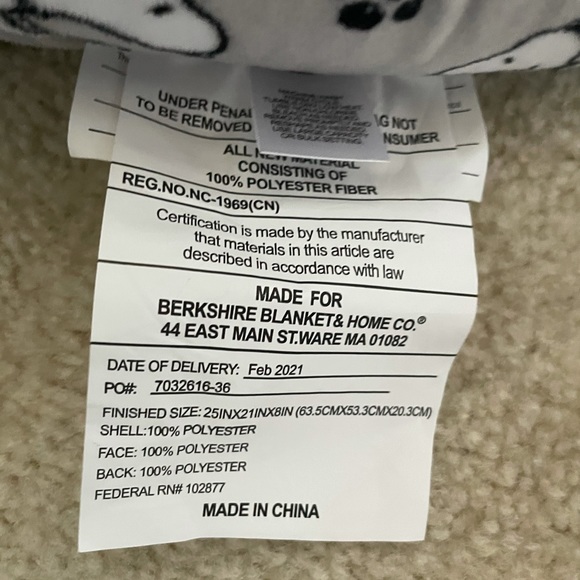 UNDER PENAL
TO BE REMOVED
G NOT
NSUMER
ALL NEW MATERIAL
CONSISTING OF
100% POLYESTER FIBER
REG.NO.NC-1969(CN)
Certification is made by the manufacturer
that materials in this article are
described in accordance with law
MADE FOR
BERKSHIRE BLANKET& HOME CO.®
44 EAST MAIN ST.WARE MA 01082
DATE OF DELIVERY: Feb 2021
PO#: 7032616-36
FINISHED SIZE: 25INX21INX8IN (63.5CMX53.3CMX20.3CM)
SHELL:100% POLYESTER
FACE: 100% POLYESTER
BACK: 100% POLYESTER
FEDERAL RN# 102877
MADE IN CHINA